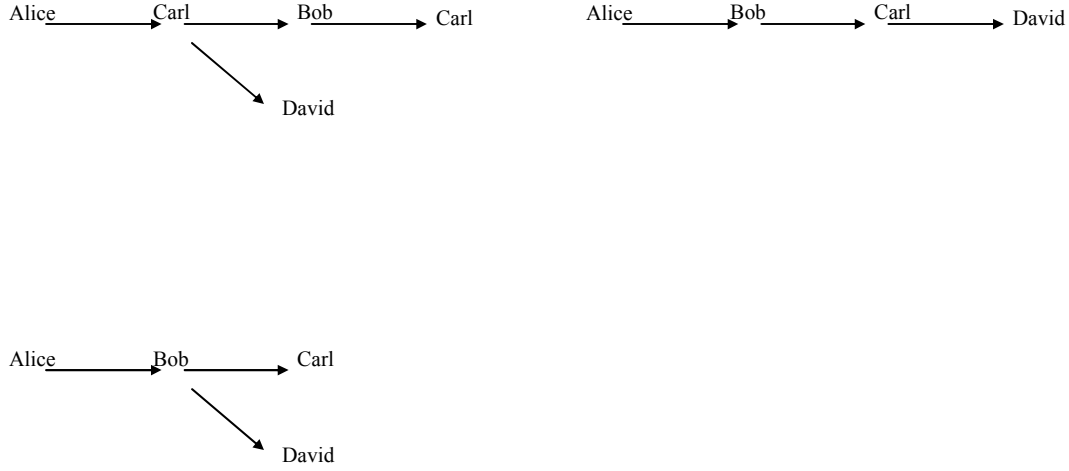 Alice Carl Bob Carl
David
Alice Bob Carl David
Alice Bob Carl
David